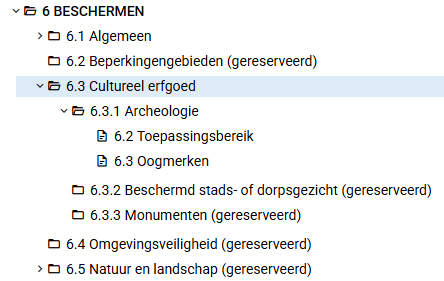 6 BESCHERMEN
6.1 Algemeen
6.2 Beperkingengebieden (gereserveerd)
6.3 Cultureel erfgoed
6.3.1 Archeologie
6.2 Toepassingsbereik
6.3 Oogmerken
6.3.2 Beschermd stads- of dorpsgezicht (gereserveerd)
6.3.3 Monumenten (gereserveerd)
6.4 Omgevingsveiligheid (gereserveerd)
6.5 Natuur en landschap (gereserveerd)